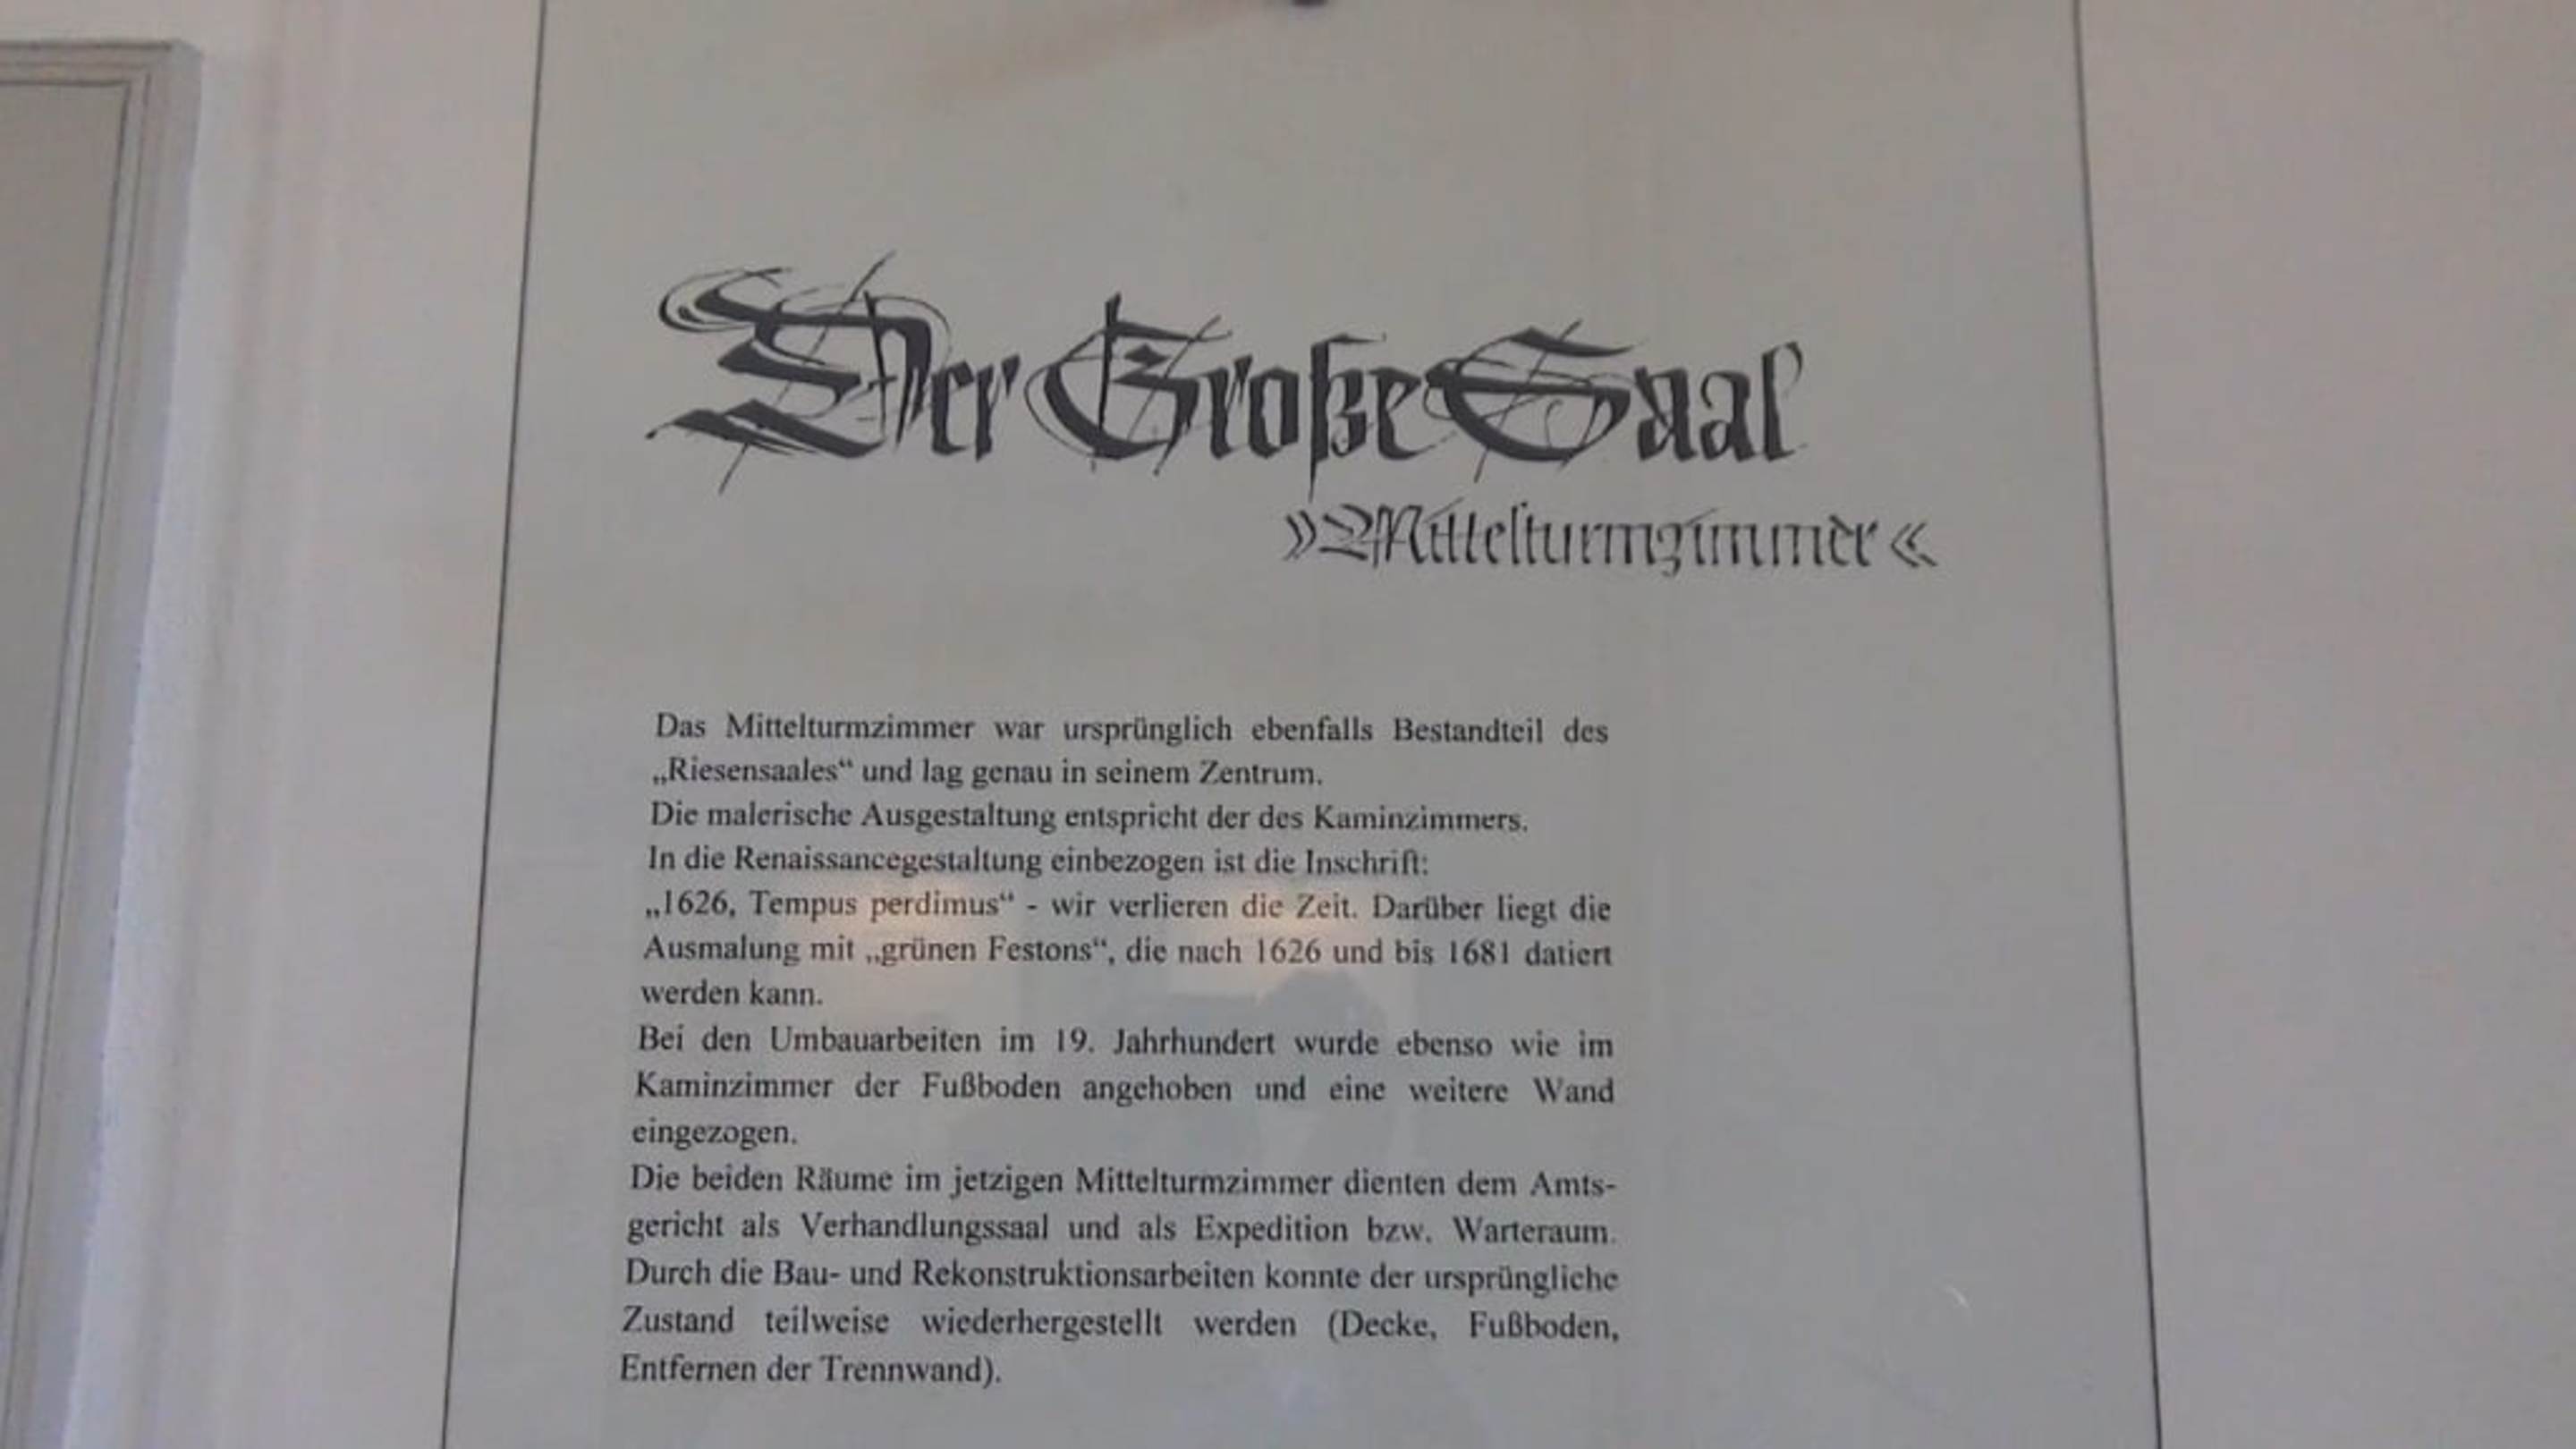 Der Große Saal
»Mittelturmzimmer«
Das Mittelturmzimmer war ursprünglich ebenfalls Bestandteil des
„Riesensaales“ und lag genau in seinem Zentrum.
Die malerische Ausgestaltung entspricht der des Kaminzimmers.
In die Renaissancegestaltung einbezogen ist die Inschrift:
„1626, Tempus perdimus“ - wir verlieren die Zeit. Darüber liegt die
Ausmalung mit „grünen Festons“, die nach 1626 und bis 1681 datiert
werden kann.
Bei den Umbauarbeiten im 19. Jahrhundert wurde ebenso wie im
Kaminzimmer der Fußboden angehoben und eine weitere Wand
eingezogen.
Die beiden Räume im jetzigen Mittelturmzimmer dienten dem Amts-
gericht als Verhandlungssaal und als Expedition bzw. Warteraum.
Durch die Bau- und Rekonstruktionsarbeiten konnte der ursprüngliche
Zustand teilweise wiederhergestellt werden (Decke, Fußboden,
Entfernen der Trennwand).